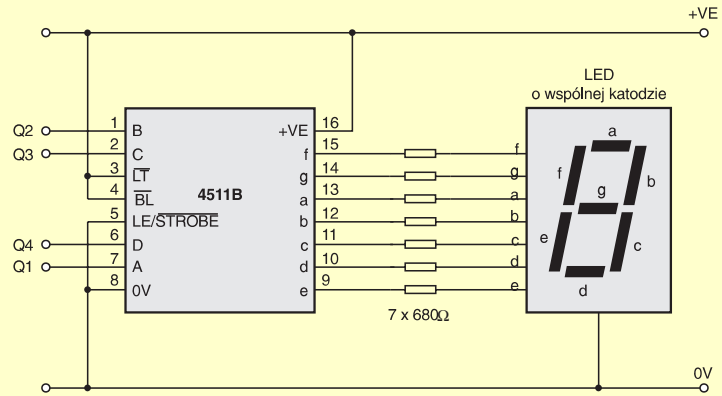 +VE
LED
o wspólnej katodzie
Q2 1 B +VE 16
Q3 2 C f 15 f
3 LT g 14 g
4 BL 4511B a 13 a
5 LE/STROBE b 12 b
Q4 6 D c 11 c
Q1 7 A d 10 d
8 0V e 9 e
7 x 680Ω
a
f b
g
e c
d
0V